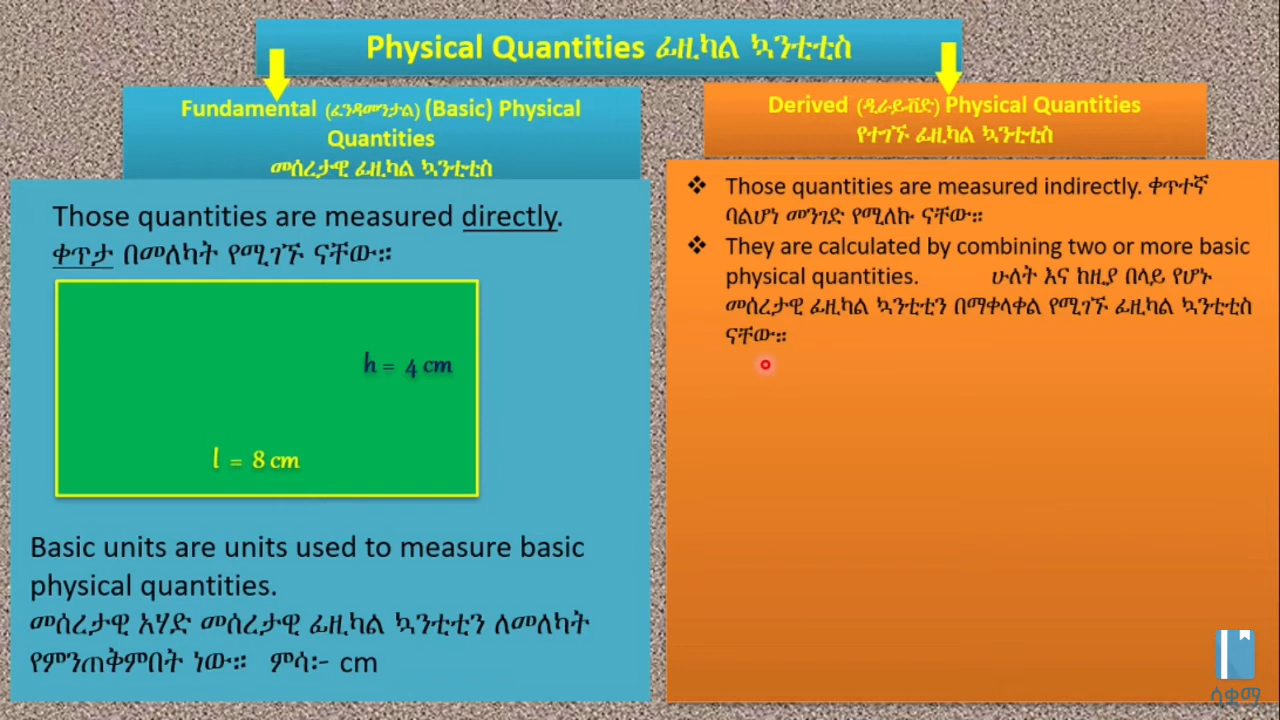 Physical Quantities ፊዚካል ኳንቲቲስ
Fundamental (ፈንዳመንታል) (Basic) Physical
Quantities
መሰረታዊ ፊዚካል ኳንቲቲስ
Derived (ዲራይቭድ) Physical Quantities
የተገኙ ፊዚካል ኳንቲቲስ
Those quantities are measured directly.
ቀጥታ በመለካት የሚገኙ ናቸው።
h = 4 cm
l = 8 cm
Basic units are units used to measure basic
physical quantities.
መሰረታዊ አሃድ መሰረታዊ ፊዚካል ኳንቲቲን ለመለካት
የምንጠቅምበት ነው። ምሳ፡- cm
❖ Those quantities are measured indirectly. ቀጥተኛ
ባልሆነ መንገድ የሚለኩ ናቸው።
❖ They are calculated by combining two or more basic
physical quantities. ሁለት እና ከዚያ በላይ የሆኑ
መሰረታዊ ፊዚካል ኳንቲቲን በማቀላቀል የሚገኙ ፊዚካል ኳንቲቲስ
ናቸው።
ሳቂማ